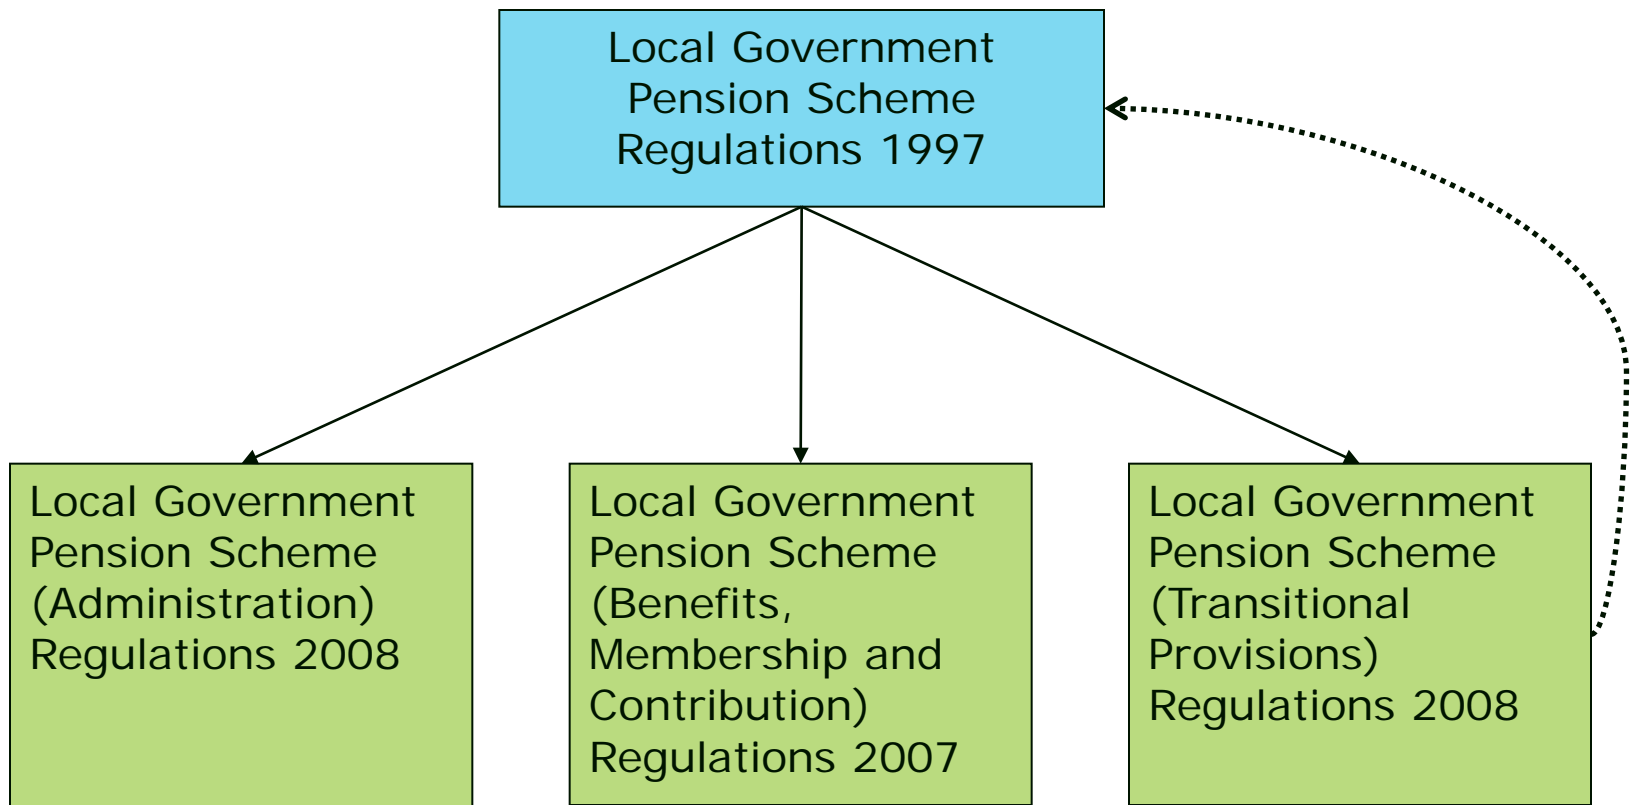 Local Government
Pension Scheme
Regulations 1997
Local Government
Pension Scheme
(Administration)
Regulations 2008
Local Government
Pension Scheme
(Benefits,
Membership and
Contribution)
Regulations 2007
Local Government
Pension Scheme
(Transitional
Provisions)
Regulations 2008